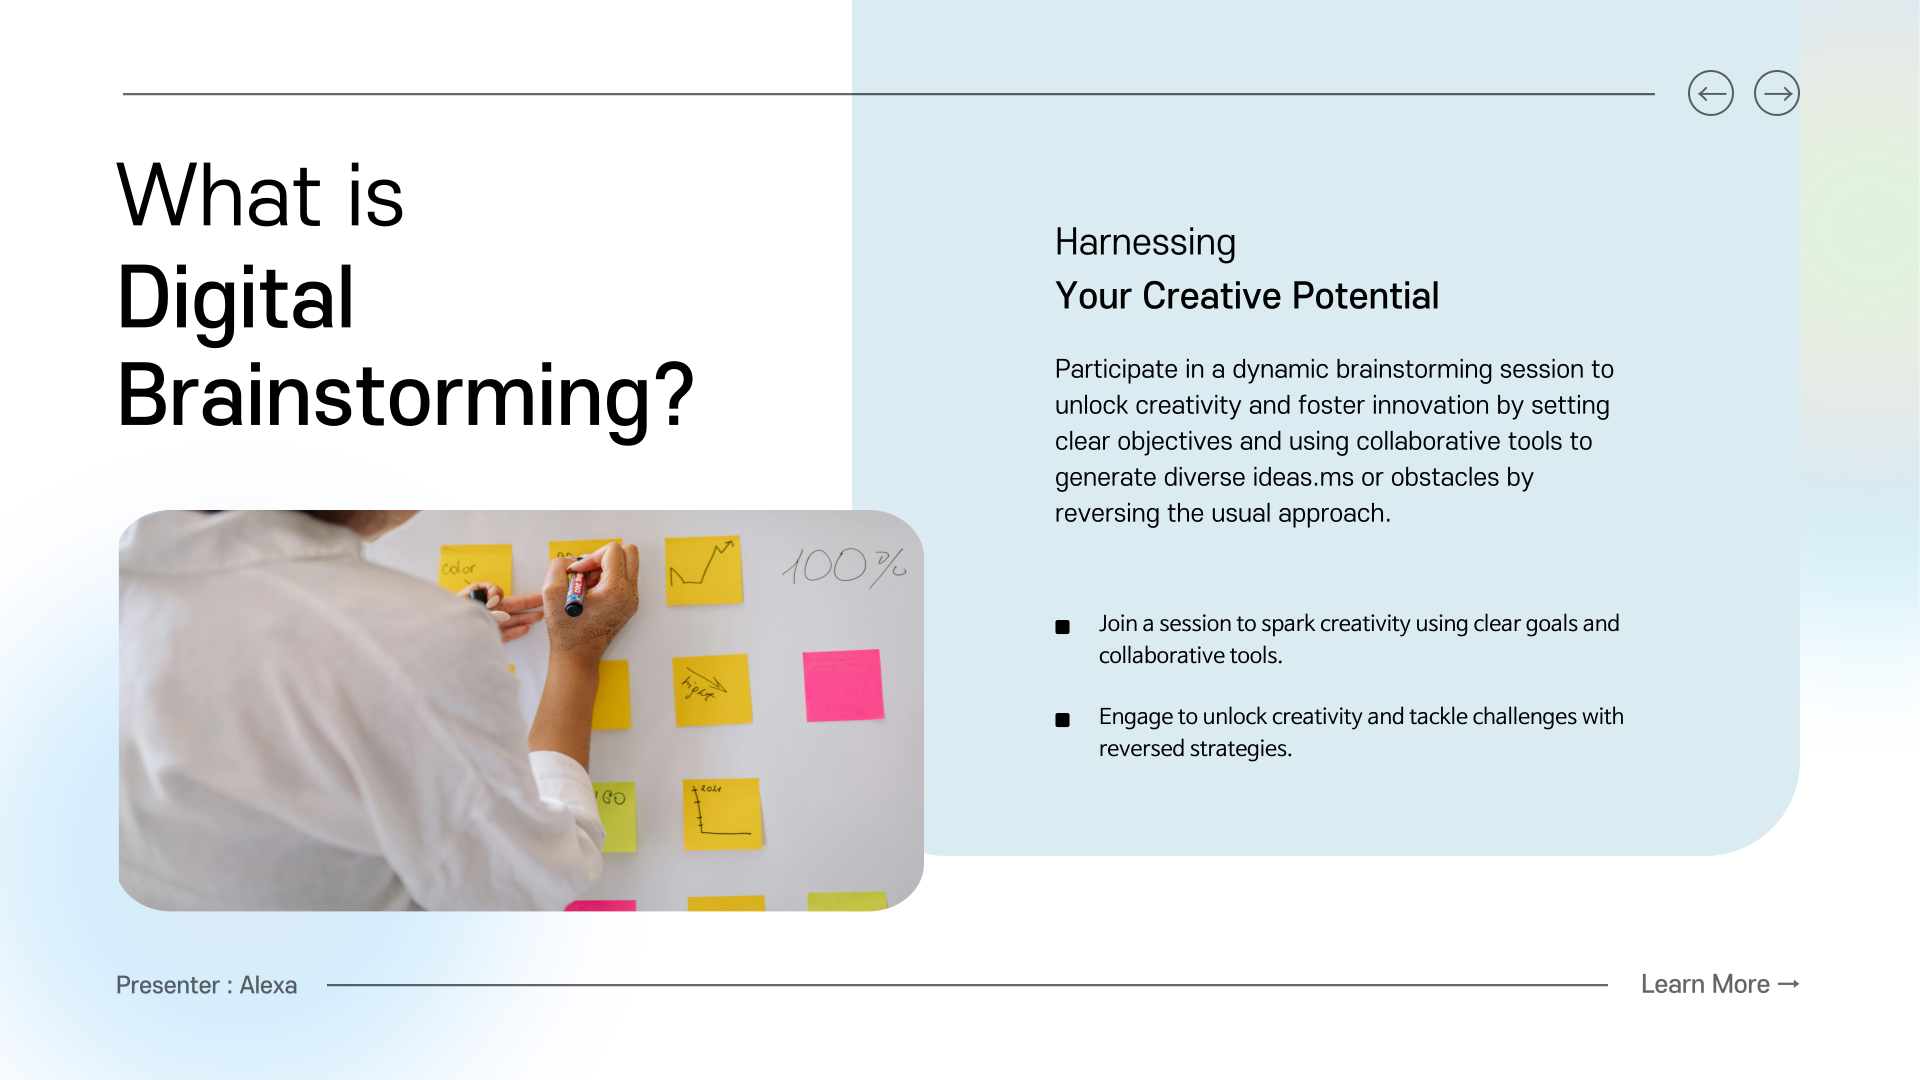 What is
Digital
Brainstorming?
Harnessing
Your Creative Potential
Participate in a dynamic brainstorming session to
unlock creativity and foster innovation by setting
clear objectives and using collaborative tools to
generate diverse ideas.ms or obstacles by
reversing the usual approach.
Join a session to spark creativity using clear goals and
collaborative tools.
Engage to unlock creativity and tackle challenges with
reversed strategies.
Color
100%
right
2021
Presenter : Alexa
Learn More →